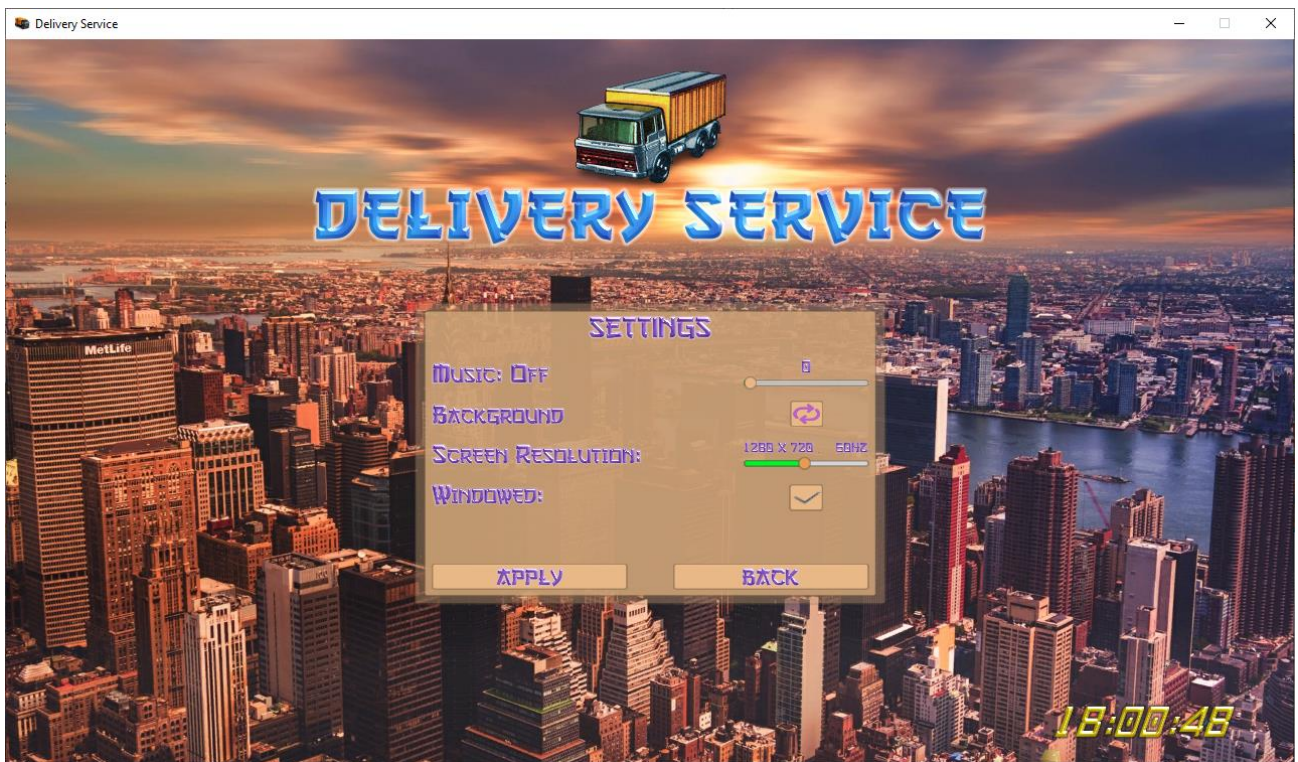 Delivery Service
DELIVERY SERVICE
MetLife
SETTINGS
Music: Off
0
Background
Screen Resolution:
1280 x 720 60Hz
Windowed:
APPLY
BACK
18:00:48